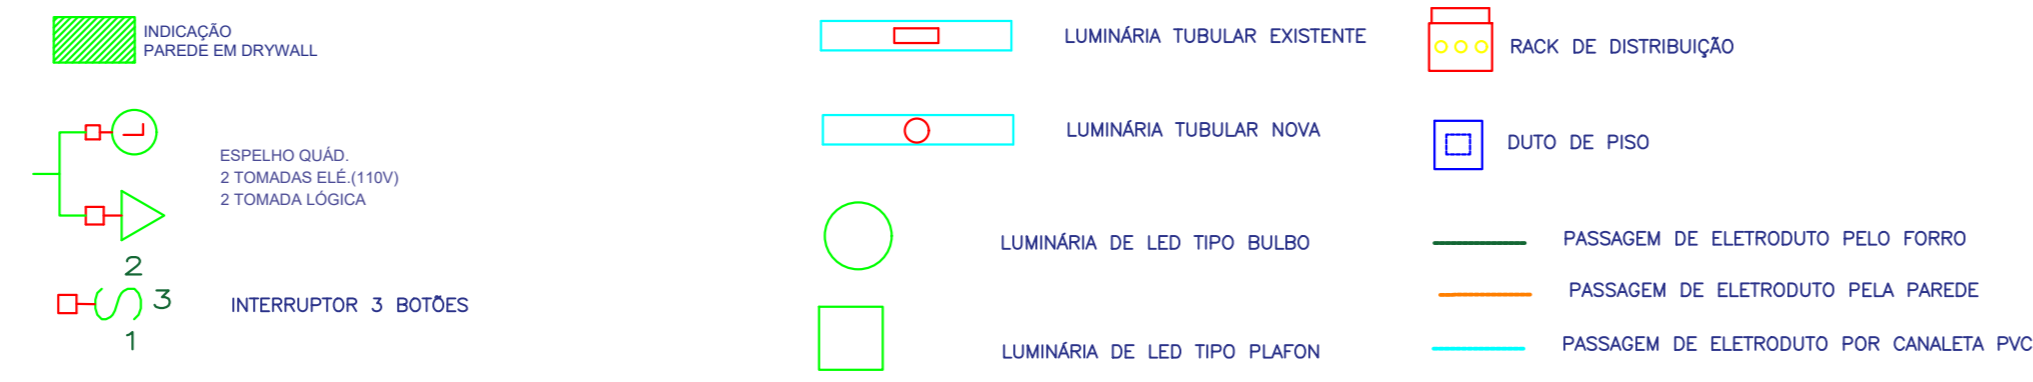 INDICAÇÃO
PAREDE EM DRYWALL
ESPELHO QUÁD.
2 TOMADAS ELÉ.(110V)
2 TOMADA LÓGICA
2
3
1
INTERRUPTOR 3 BOTÕES
LUMINÁRIA TUBULAR EXISTENTE
LUMINÁRIA TUBULAR NOVA
LUMINÁRIA DE LED TIPO BULBO
LUMINÁRIA DE LED TIPO PLAFON
RACK DE DISTRIBUIÇÃO
DUTO DE PISO
PASSAGEM DE ELETRODUTO PELO FORRO
PASSAGEM DE ELETRODUTO PELA PAREDE
PASSAGEM DE ELETRODUTO POR CANALETA PVC